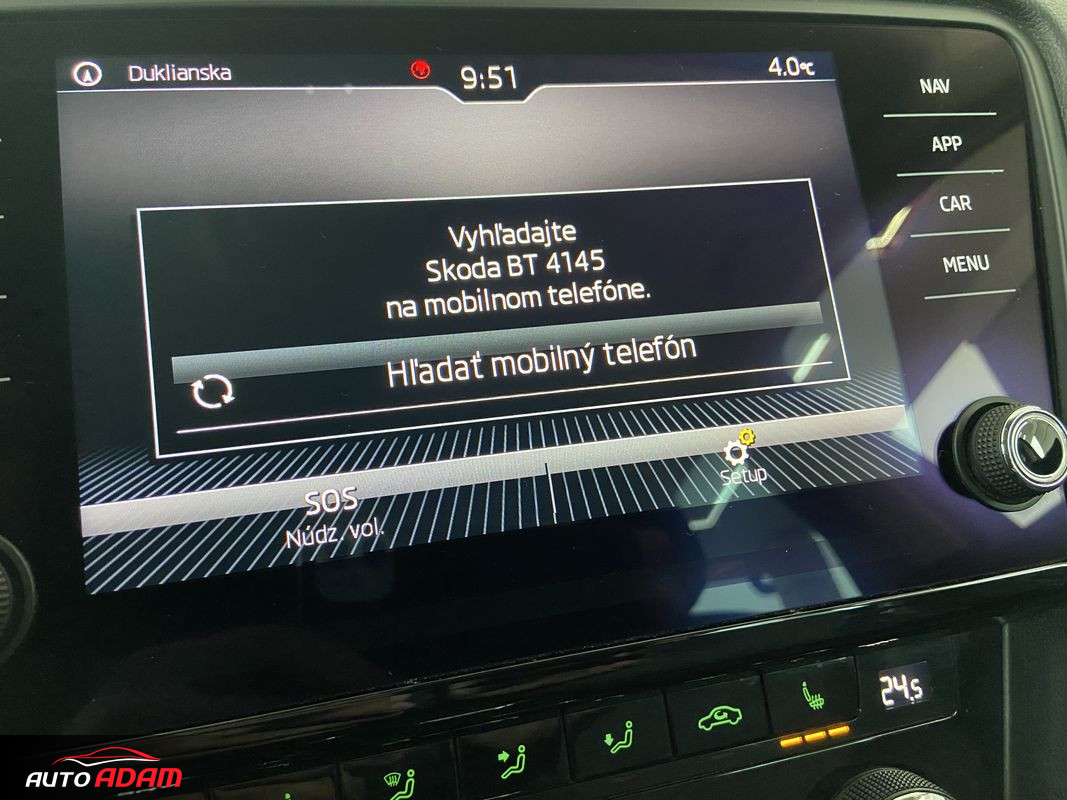 Duklianska
9:51
4.0°C
NAV
APP
CAR
MENU
Vyhľadajte
Skoda BT 4145
na mobilnom telefóne.
Hľadať mobilný telefón
SOS
Núdz. vol.
Setup
24.5
AUTO ADAM